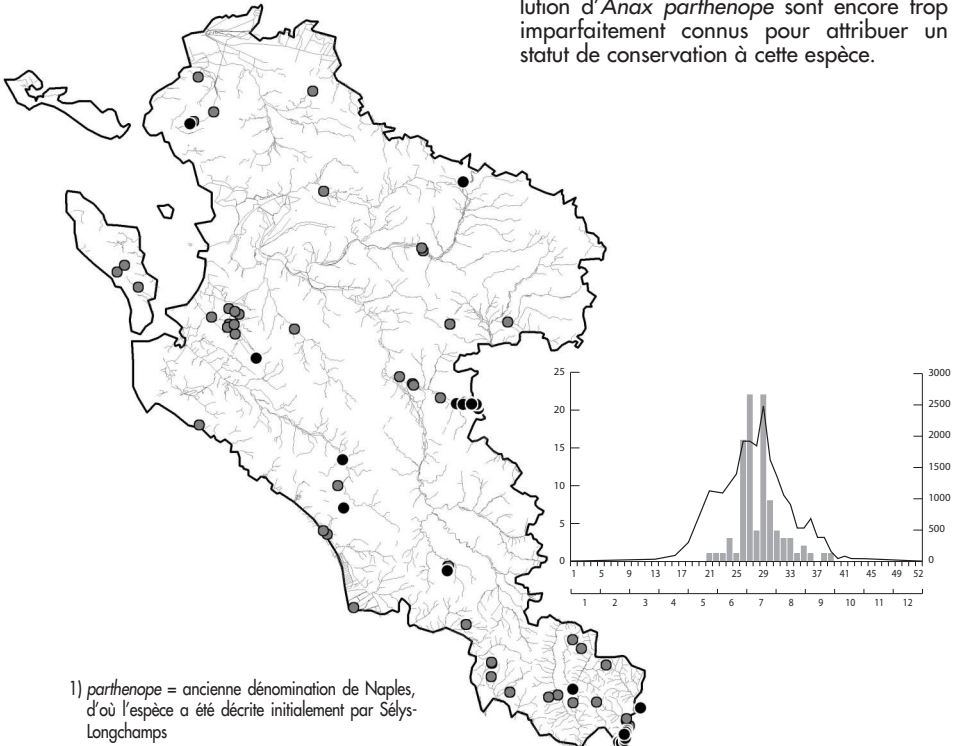 lution d'Anax parthenope sont encore trop
imparfaitement connus pour attribuer un
statut de conservation à cette espèce.
25 3000
20 2500
2000
15
1500
10
1000
5
500
0 0
1 5 9 13 17 21 25 29 33 37 41 45 49 52
1 2 3 4 5 6 7 8 9 10 11 12
1) parthenope = ancienne dénomination de Naples,
d'où l'espèce a été décrite initialement par Sélys-
Longchamps